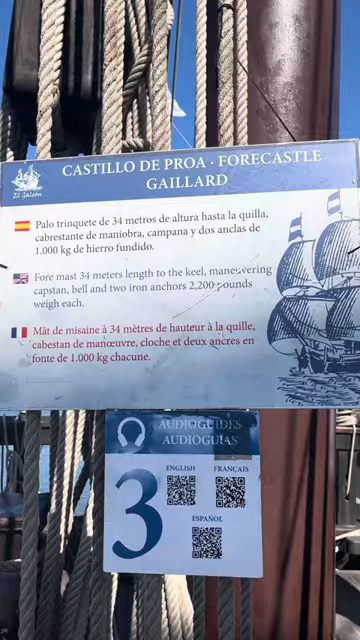 CASTILLO DE PROA · FORECASTLE
GAILLARD
El Galeón
Palo trinquete de 34 metros de altura hasta la quilla,
cabrestante de maniobra, campana y dos anclas de
1.000 kg de hierro fundido.
Fore mast 34 meters length to the keel, maneuvering
capstan, bell and two iron anchors 2,200 pounds
weigh each.
Mât de misaine à 34 mètres de hauteur à la quille,
cabestan de manœuvre, cloche et deux ancres en
fonte de 1.000 kg chacune.
AUDIOGUIDES
AUDIOGUIAS
3
ENGLISH
FRANÇAIS
ESPAÑOL